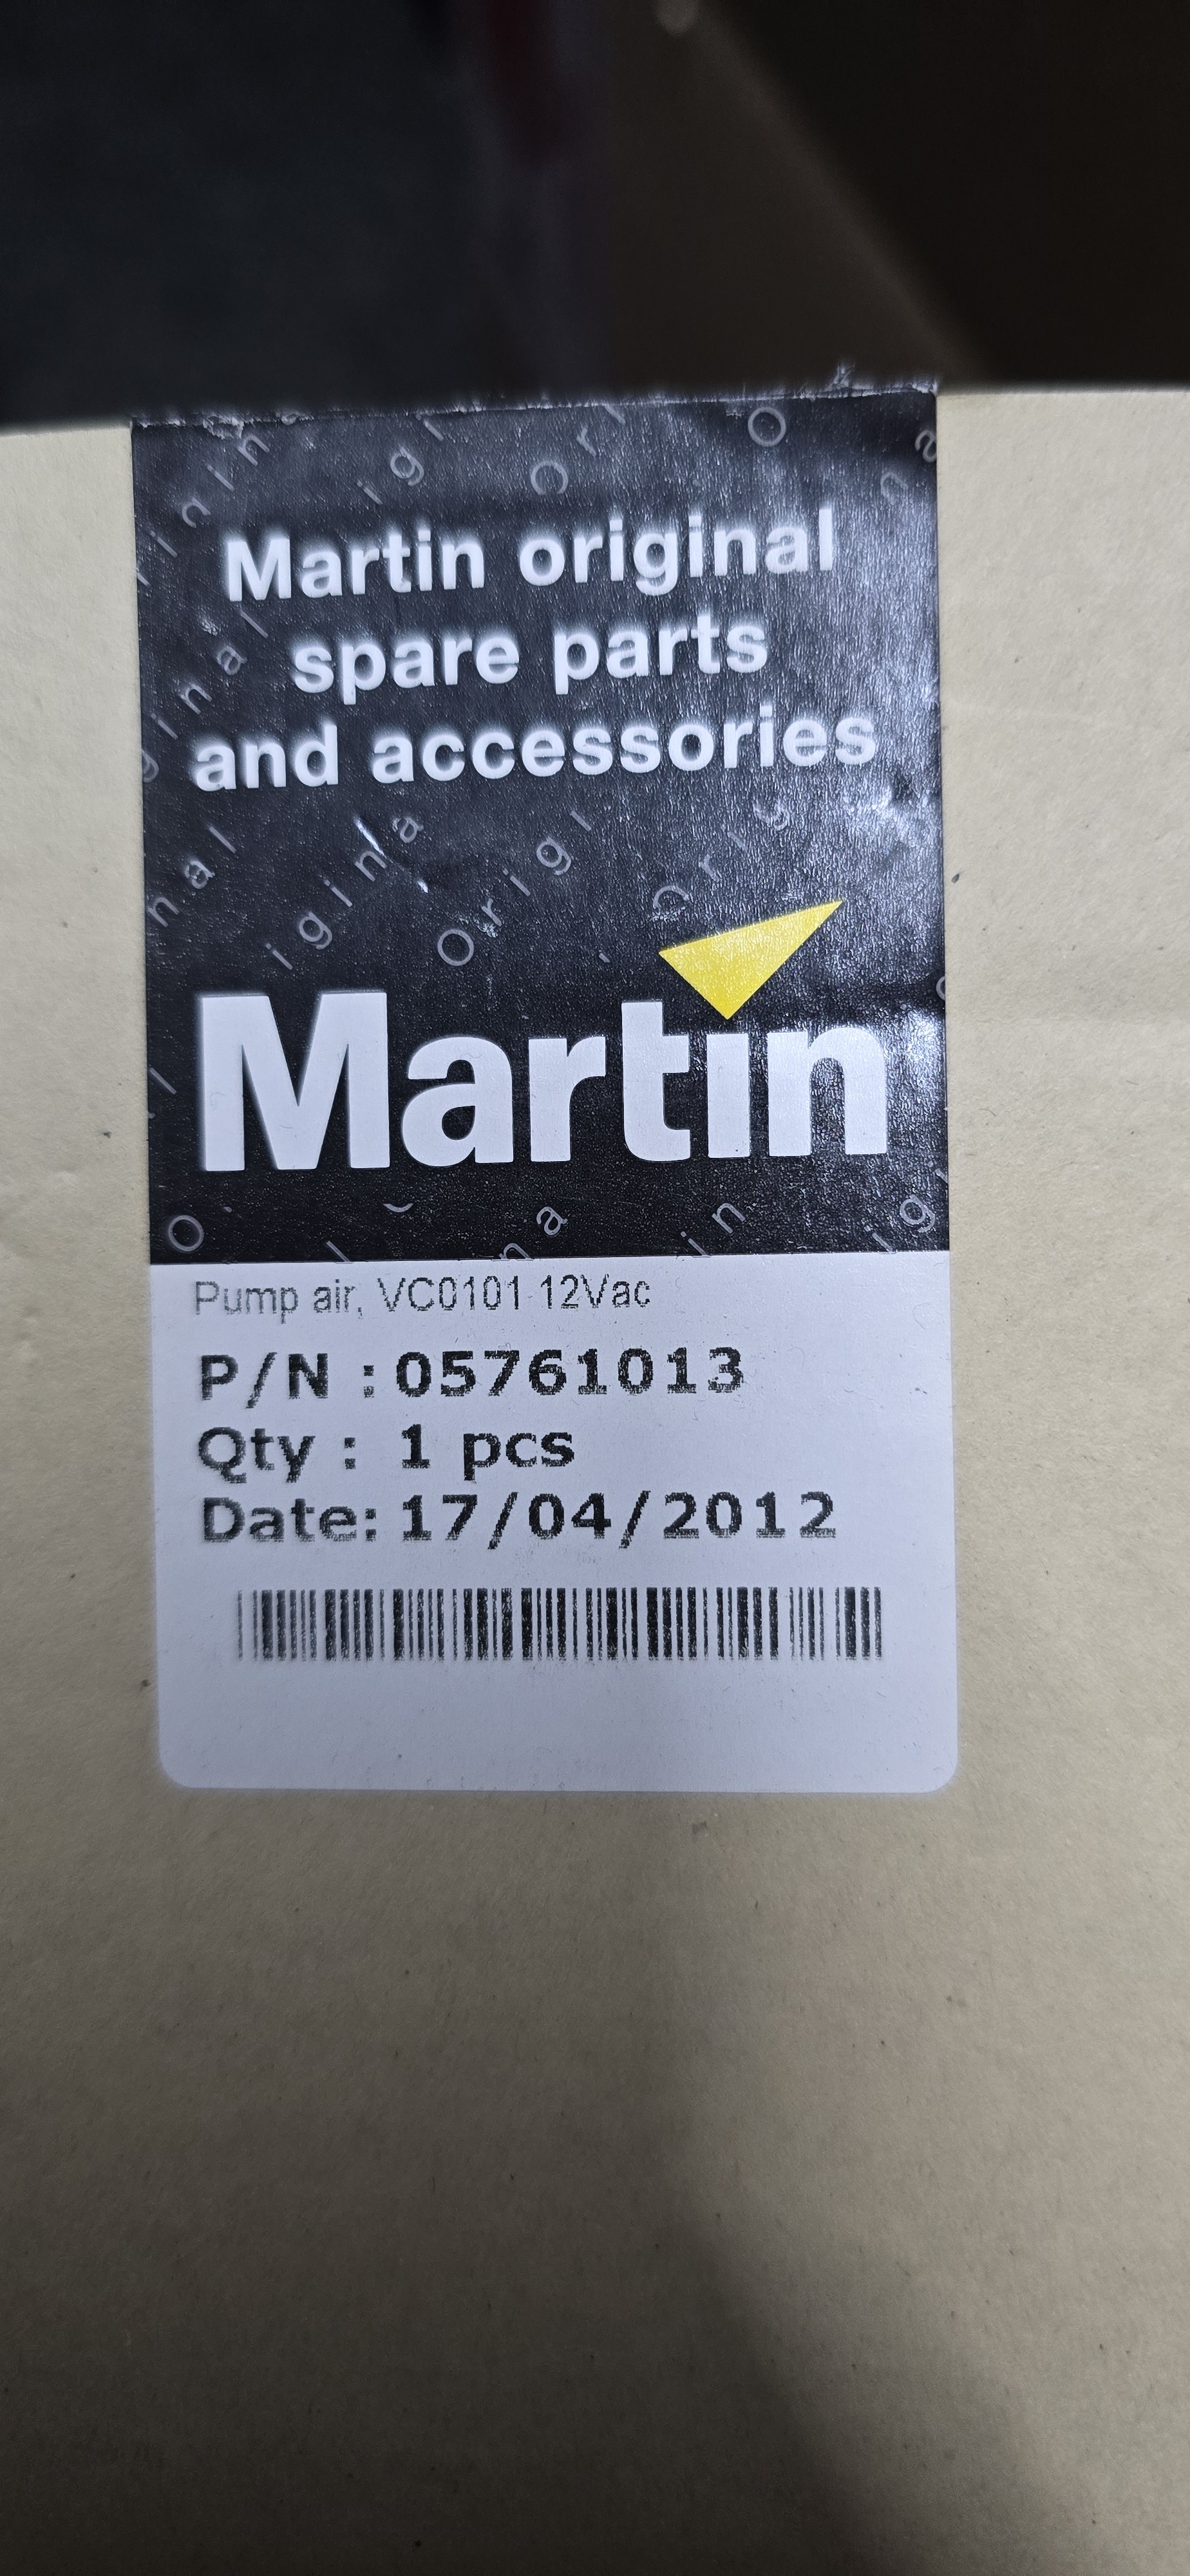 Martin original
spare parts
and accessories
Martin
Pump air, VC0101 12Vac
P/N : 05761013
Qty : 1 pcs
Date: 17/04/2012